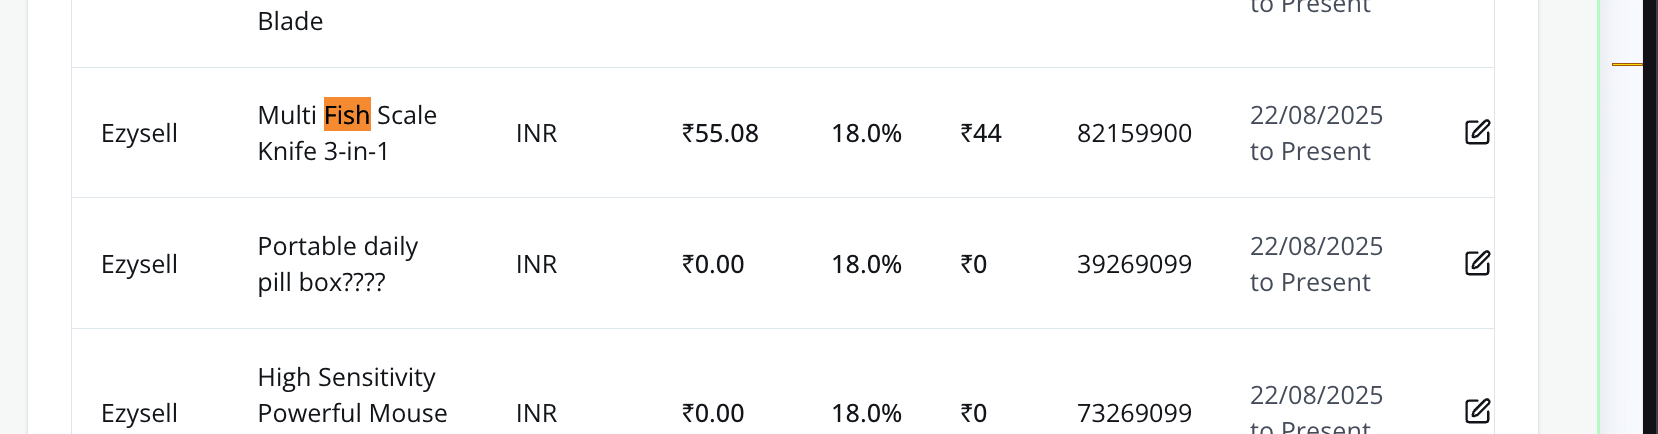 to Present
Blade
Multi Fish Scale
Knife 3-in-1
Ezysell
INR
₹55.08
18.0%
₹44
82159900
22/08/2025
to Present
Portable daily
pill box????
Ezysell
INR
₹0.00
18.0%
₹0
39269099
22/08/2025
to Present
High Sensitivity
Powerful Mouse
Ezysell
INR
₹0.00
18.0%
₹0
73269099
22/08/2025
to Present